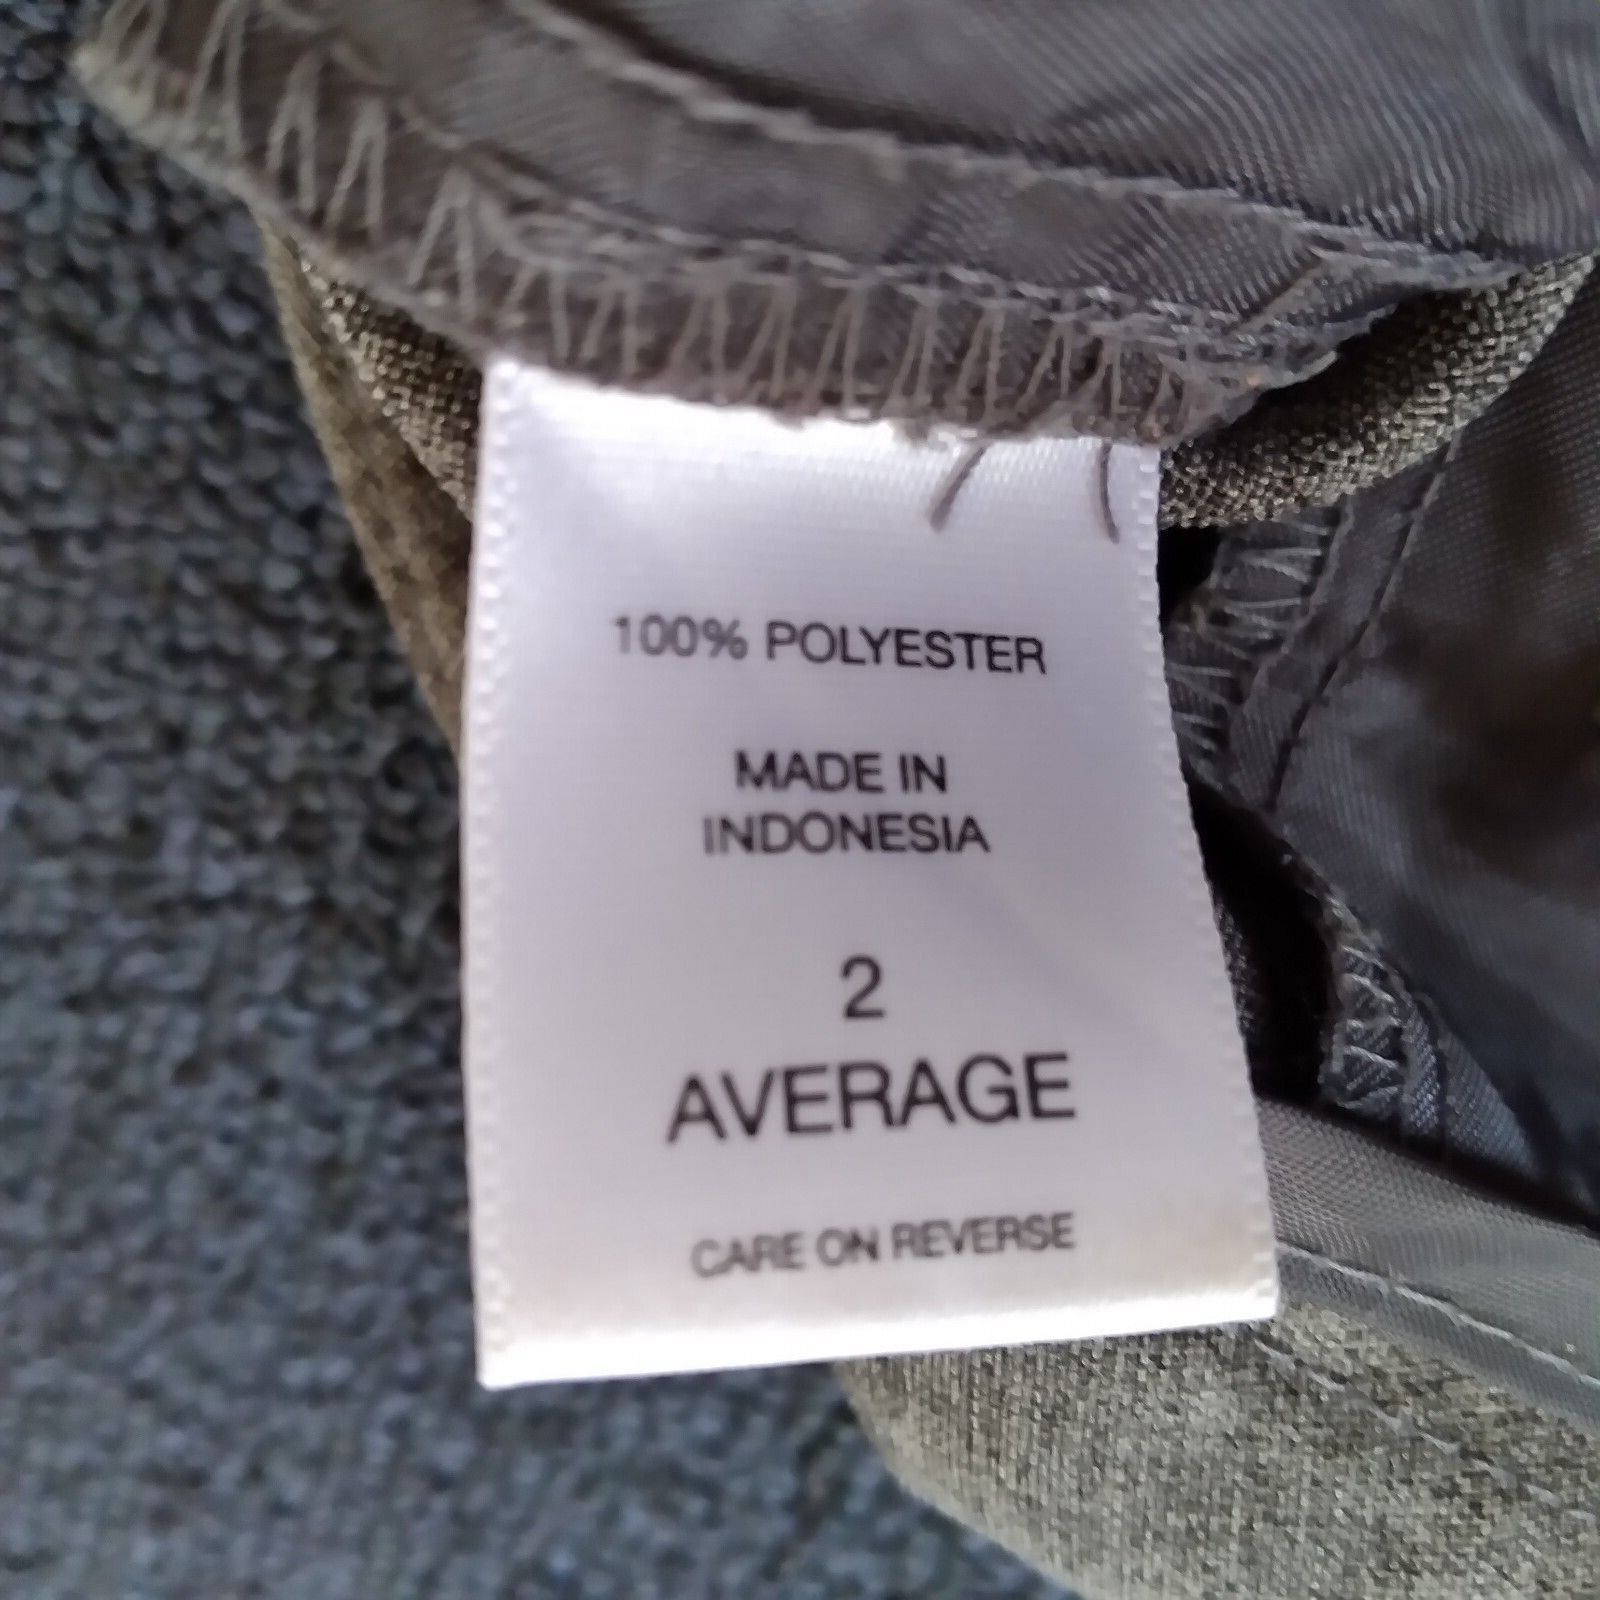 100% POLYESTER
MADE IN
INDONESIA
2
AVERAGE
CARE ON REVERSE